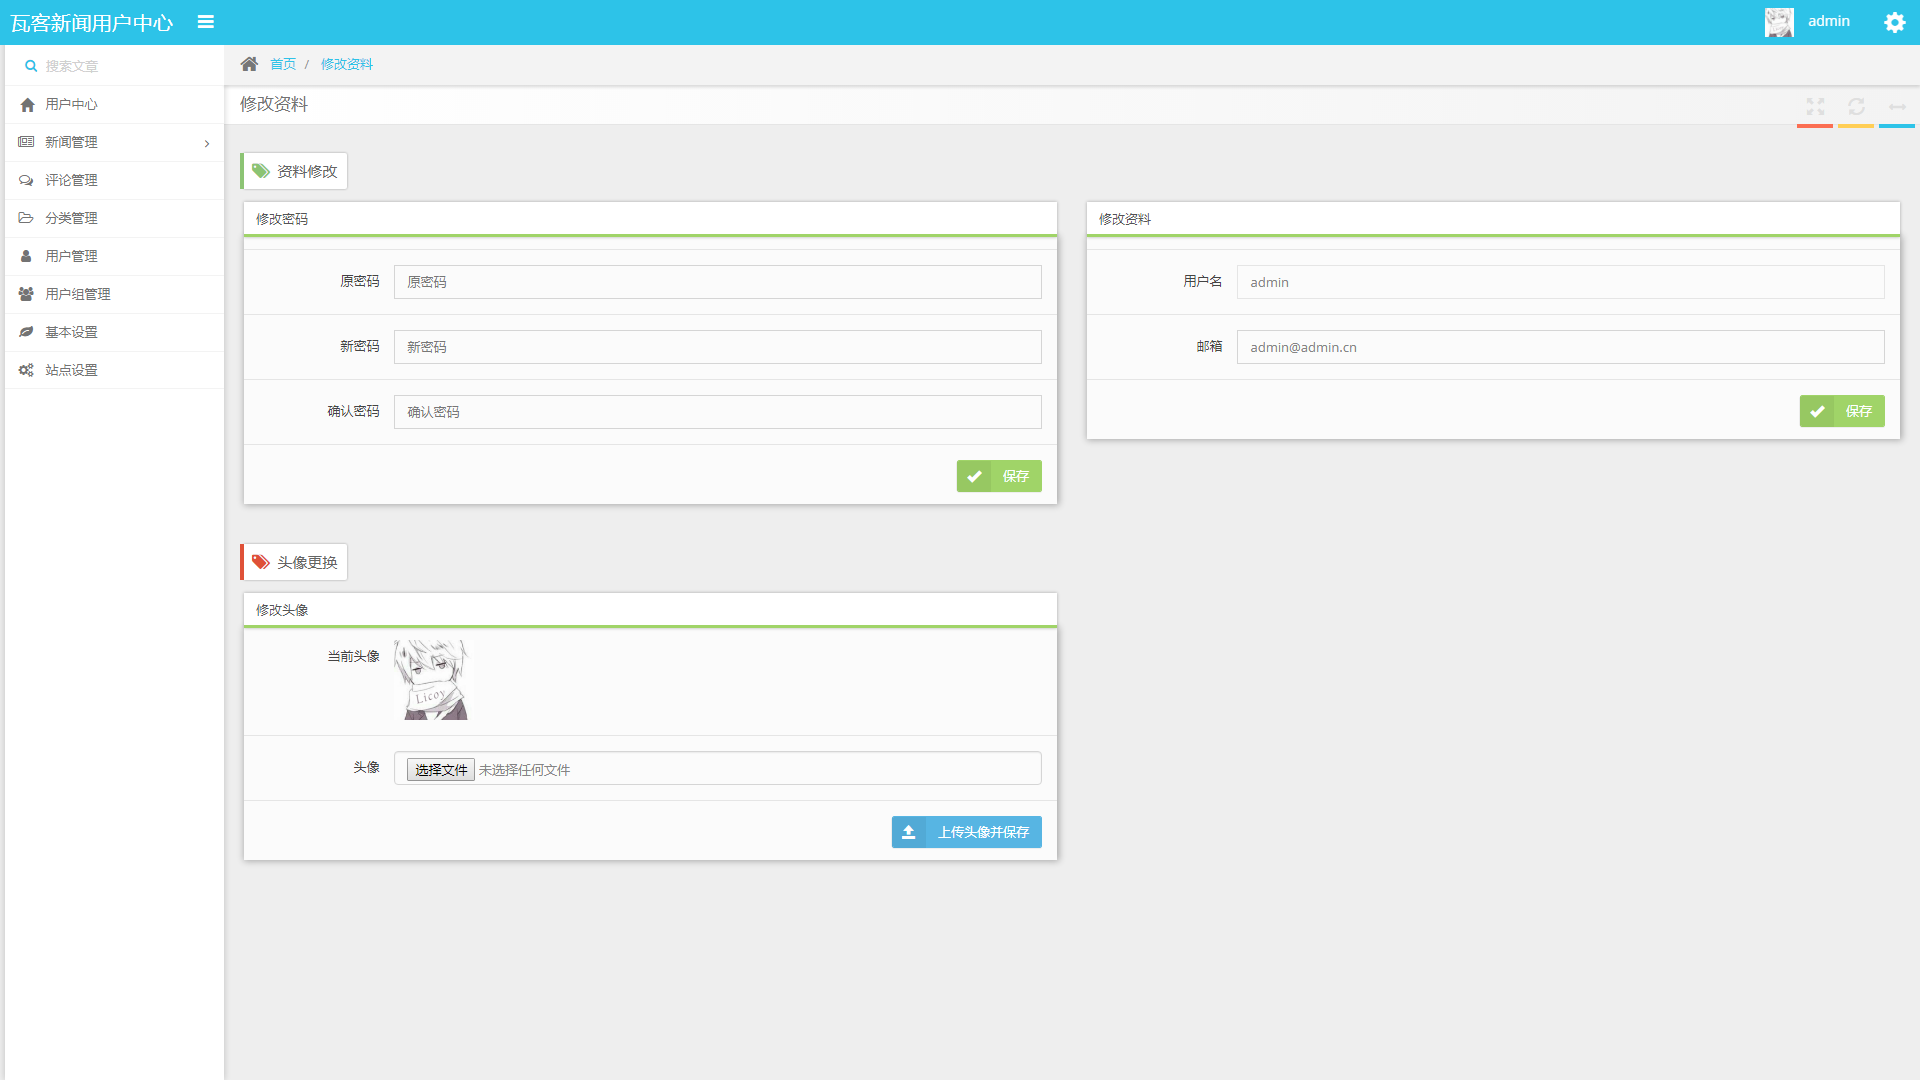 瓦客新闻用户中心
admin
搜索文章
首页 / 修改资料
用户中心
新闻管理
评论管理
分类管理
用户管理
用户组管理
基本设置
站点设置
修改资料
资料修改
修改密码
原密码 原密码
新密码 新密码
确认密码 确认密码
保存
修改资料
用户名 admin
邮箱 admin@admin.cn
保存
头像更换
修改头像
当前头像
Licoy
头像 选择文件 未选择任何文件
上传头像并保存